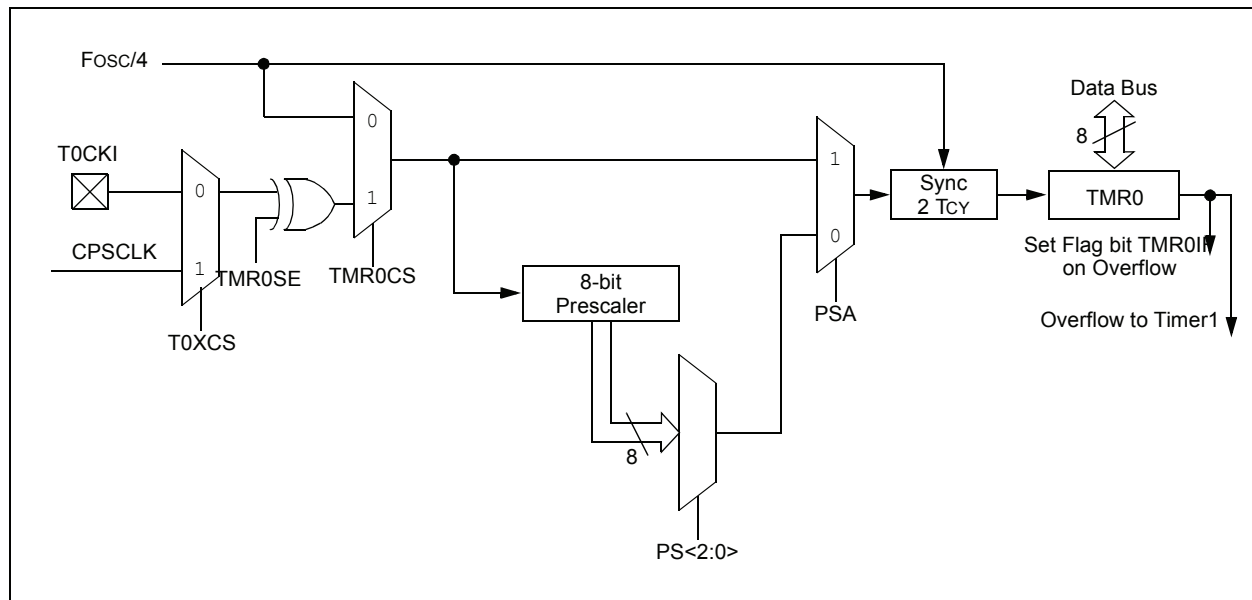 FOSC/4
Data Bus
8
T0CKI
0
1
0
1
1
0
Sync
2 TCY
TMR0
CPSCLK
TMR0SE
TMR0CS
T0XCS
8-bit
Prescaler
PSA
Set Flag bit TMR0IF
on Overflow
Overflow to Timer1
8
PS<2:0>